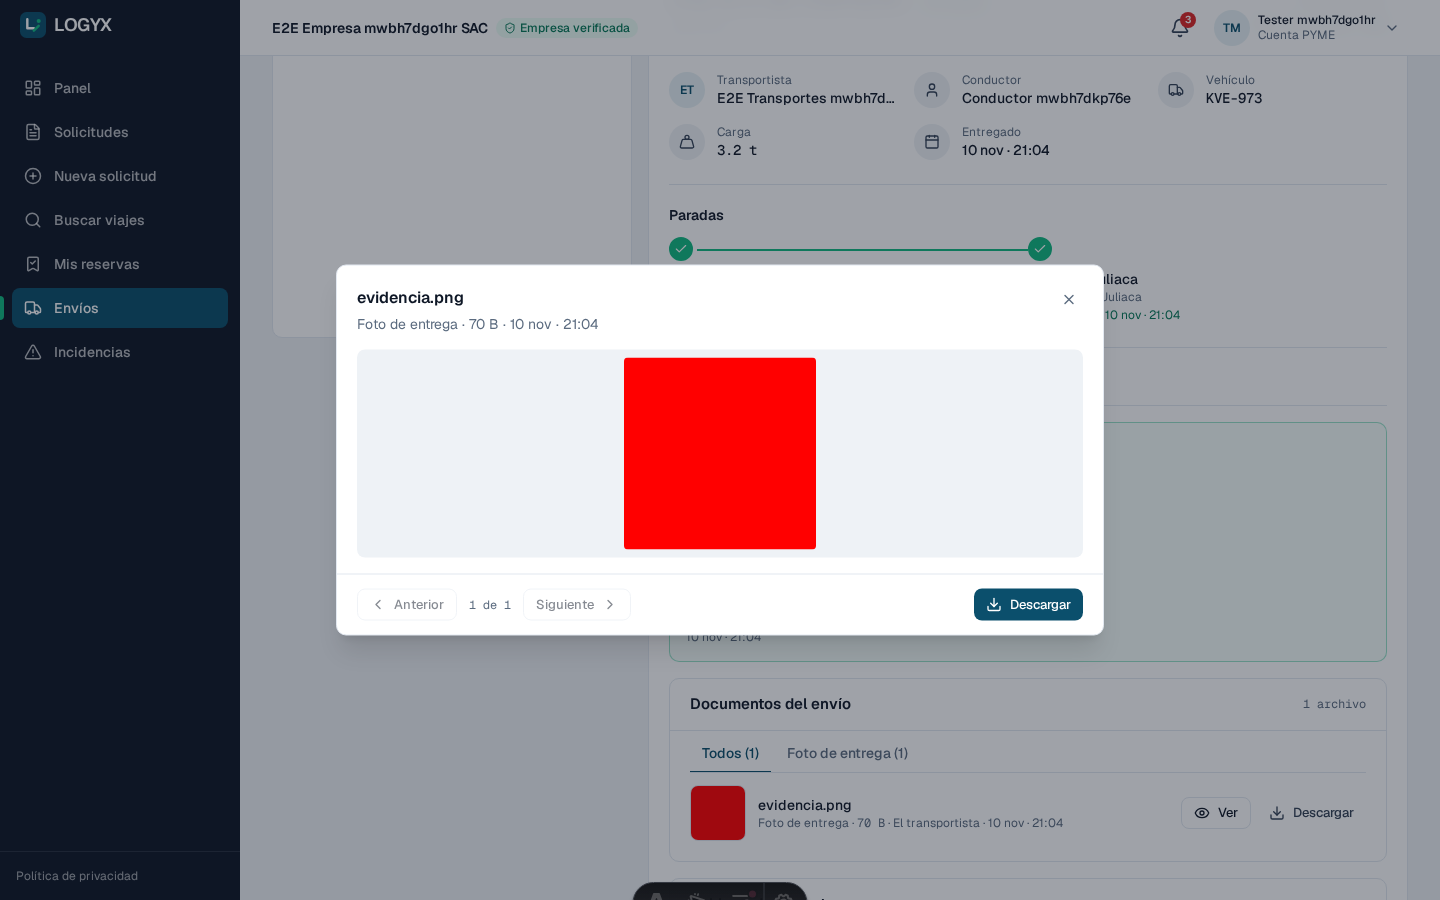 LOGYX
E2E Empresa mwbh7dgo1hr SAC
Empresa verificada
3
TM
Tester mwbh7dgo1hr
Cuenta PYME
Panel
Solicitudes
Nueva solicitud
Buscar viajes
Mis reservas
Envíos
Incidencias
Política de privacidad
ET
Transportista
E2E Transportes mwbh7d...
Conductor
Conductor mwbh7dkp76e
Vehículo
KVE-973
Carga
3.2 t
Entregado
10 nov · 21:04
Paradas
Juliaca
10 nov · 21:04
evidencia.png
Foto de entrega · 70 B · 10 nov · 21:04
Anterior
1 de 1
Siguiente
Descargar
10 nov · 21:04
Documentos del envío
1 archivo
Todos (1)
Foto de entrega (1)
evidencia.png
Foto de entrega · 70 B · El transportista · 10 nov · 21:04
Ver
Descargar